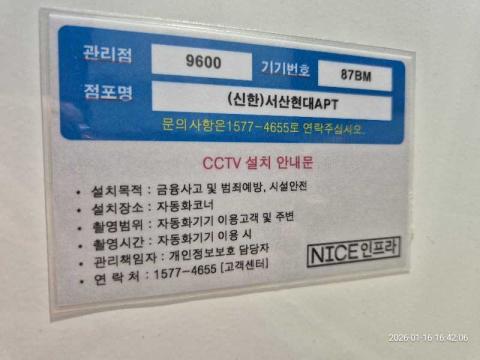 관리점 9600 기기번호 87BM
점포명 (신한)서산현대APT
문의사항은1577-4655로 연락주십시오.
CCTV 설치 안내문
• 설치목적 : 금융사고 및 범죄예방, 시설안전
• 설치장소 : 자동화코너
• 촬영범위 : 자동화기기 이용고객 및 주변
• 촬영시간 : 자동화기기 이용 시
• 관리책임자 : 개인정보보호 담당자
• 연 락 처 : 1577-4655 [고객센터]
NICE인프라
2026-01-16 16:42:06